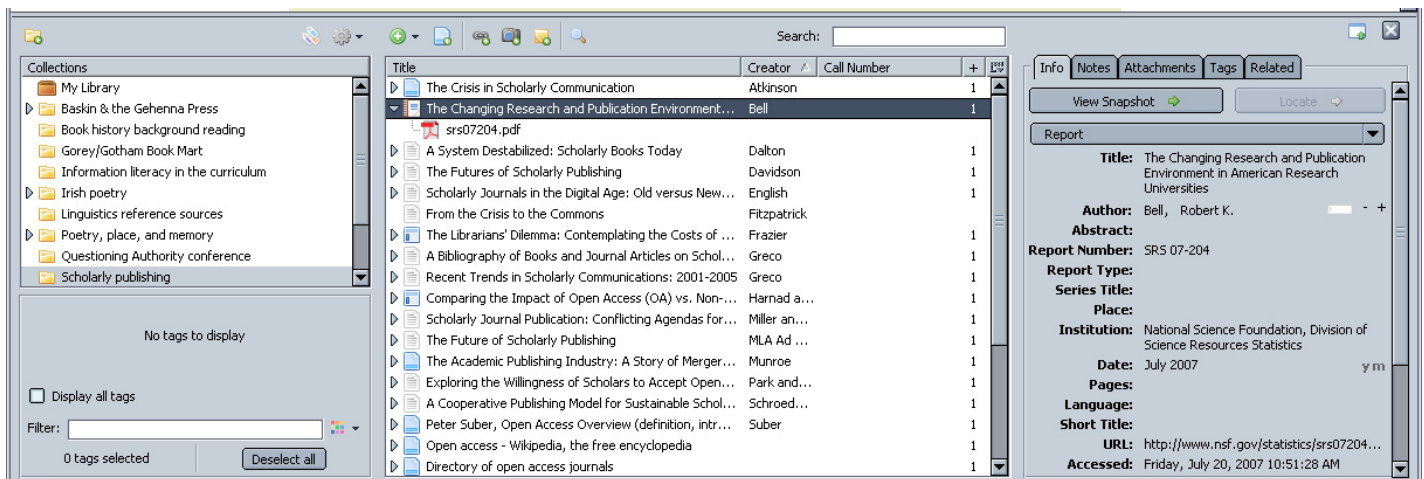 Search:
Collections
My Library
Baskin & the Gehenna Press
Book history background reading
Gorey/Gotham Book Mart
Information literacy in the curriculum
Irish poetry
Linguistics reference sources
Poetry, place, and memory
Questioning Authority conference
Scholarly publishing
No tags to display
Display all tags
Filter:
0 tags selected Deselect all
Title Creator Call Number +
The Crisis in Scholarly Communication Atkinson 1
The Changing Research and Publication Environment... Bell 1
srs07204.pdf
A System Destabilized: Scholarly Books Today Dalton 1
The Futures of Scholarly Publishing Davidson 1
Scholarly Journals in the Digital Age: Old versus New... English 1
From the Crisis to the Commons Fitzpatrick
The Librarians' Dilemma: Contemplating the Costs of ... Frazier 1
A Bibliography of Books and Journal Articles on Schol... Greco 1
Recent Trends in Scholarly Communications: 2001-2005 Greco 1
Comparing the Impact of Open Access (OA) vs. Non-... Harnad a... 1
Scholarly Journal Publication: Conflicting Agendas for... Miller an... 1
The Future of Scholarly Publishing MLA Ad ... 1
The Academic Publishing Industry: A Story of Merger... Munroe 1
Exploring the Willingness of Scholars to Accept Open... Park and... 1
A Cooperative Publishing Model for Sustainable Schol... Schroed... 1
Peter Suber, Open Access Overview (definition, intr... Suber 1
Open access - Wikipedia, the free encyclopedia 1
Directory of open access journals 1
Info Notes Attachments Tags Related
View Snapshot Locate
Report
Title: The Changing Research and Publication
Environment in American Research
Universities
Author: Bell, Robert K. - +
Abstract:
Report Number: SRS 07-204
Report Type:
Series Title:
Place:
Institution: National Science Foundation, Division of
Science Resources Statistics
Date: July 2007 y m
Pages:
Language:
Short Title:
URL: http://www.nsf.gov/statistics/srs07204...
Accessed: Friday, July 20, 2007 10:51:28 AM